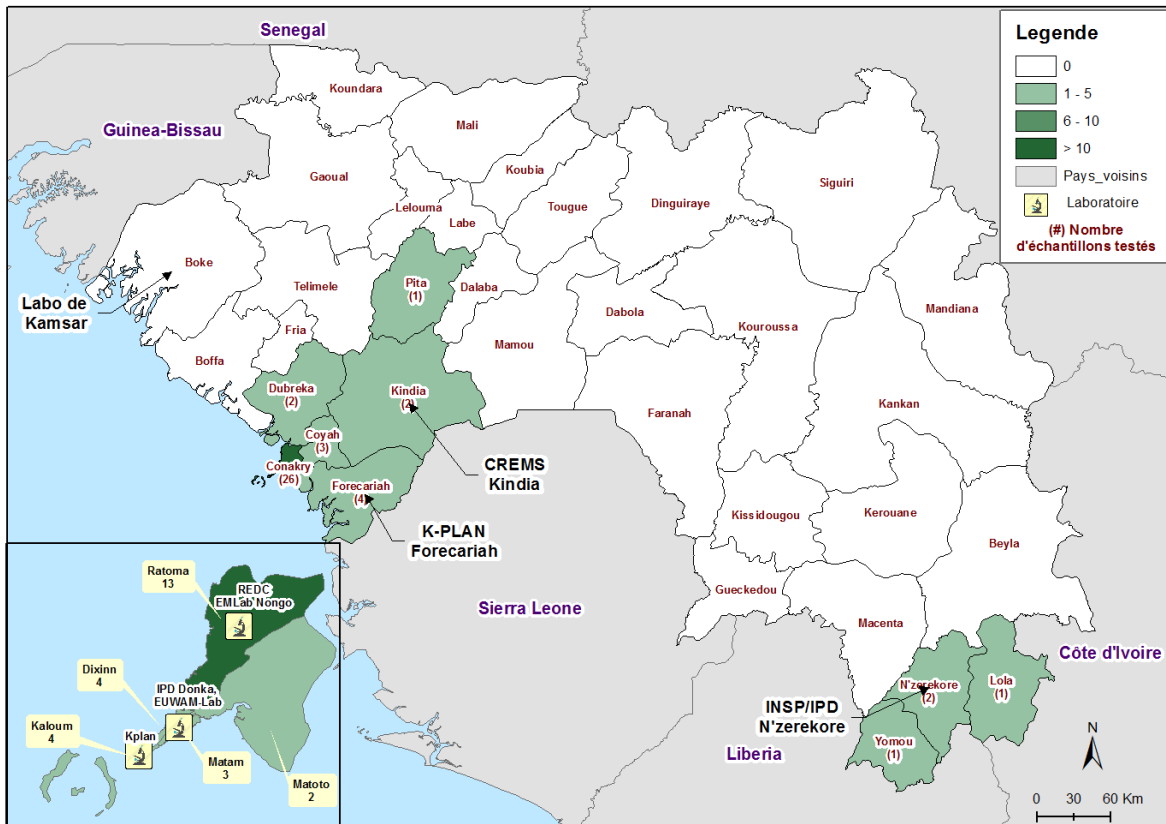 Senegal
Koundara
Mali
Guinea-Bissau
Koubia
Gaoual
Siguiri
Lelouma
Labe
Tougue
Dinguiraye
Boke
Pita
(1)
Dalaba
Telimele
Labo de
Kamsar
Mandiana
Dabola
Kouroussa
Fria
Mamou
Boffa
Dubreka
(2)
Kindia
(2)
Kankan
Faranah
Coyah
(3)
Conakry
(26)
CREMS
Kindia
Forecariah
(4)
Kissidougou
Kerouane
K-PLAN
Forecariah
Beyla
Gueckedou
Sierra Leone
Macenta
Côte d'Ivoire
N'zerekore
(2)
Lola
(1)
INSP/IPD
N'zerekore
Yomou
(1)
Liberia
Legende
0
1 - 5
6 - 10
> 10
Pays_voisins
Laboratoire
(#) Nombre
d'échantillons testés
Ratoma
13
REDC
EMLab Nongo
Dixinn
4
IPD Donka,
EUWAM-Lab
Kaloum
4
Kplan
Matam
3
Matoto
2
N
0 30 60 Km